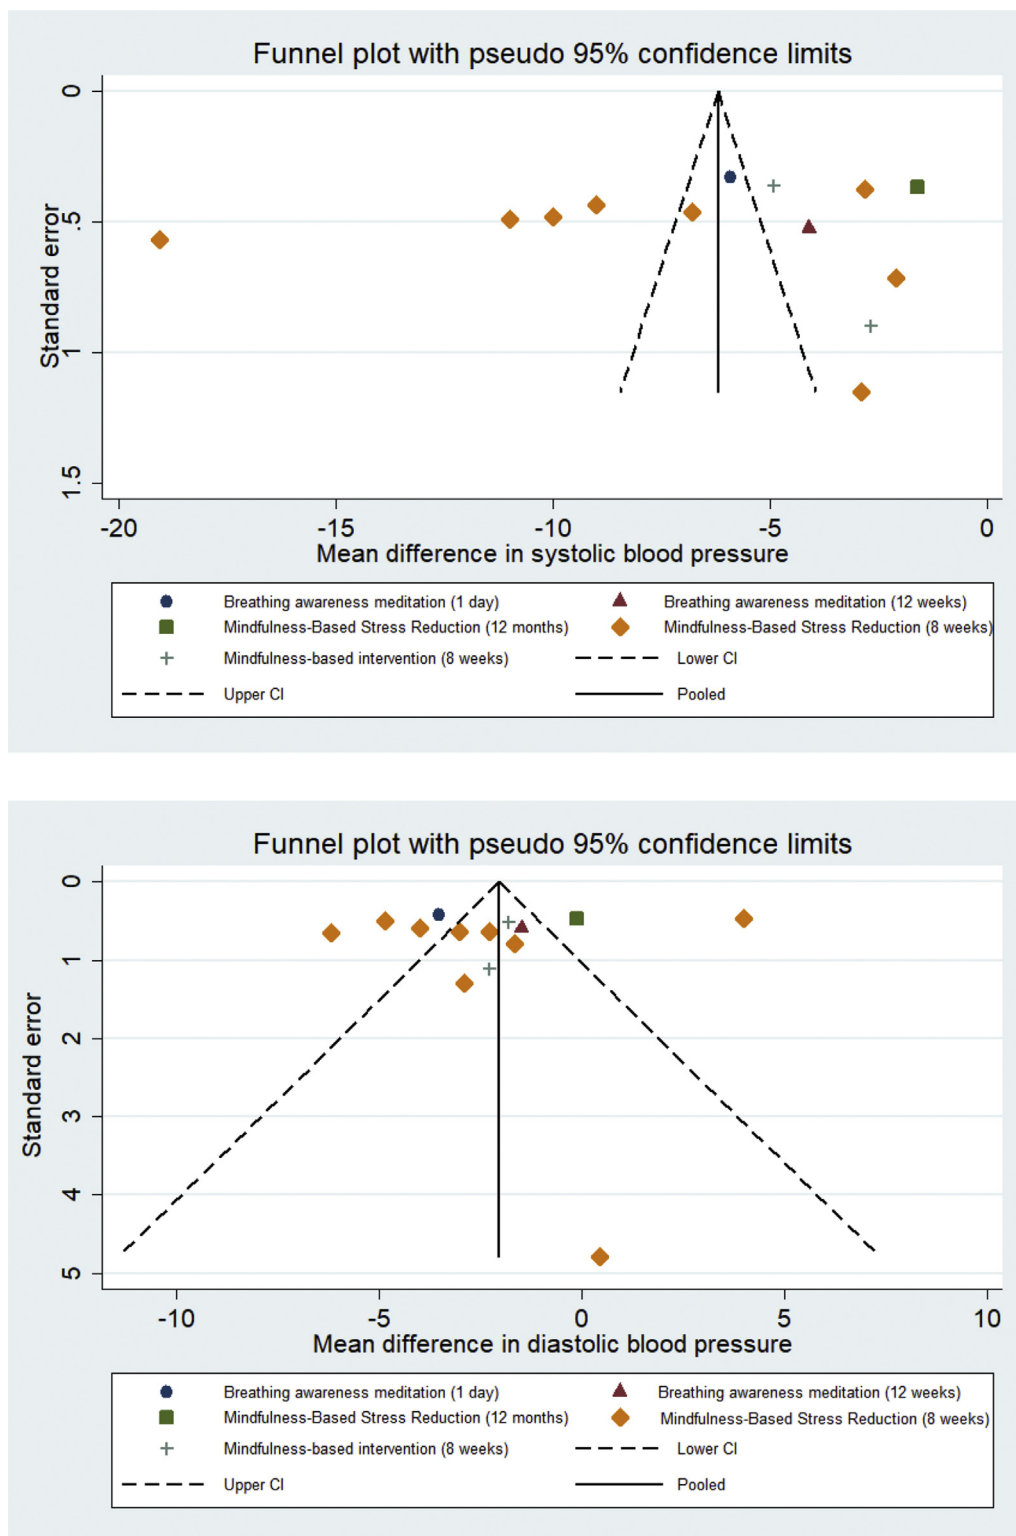 Funnel plot with pseudo 95% confidence limits
0
.5
1
1.5
Standard error
-20 -15 -10 -5 0
Mean difference in systolic blood pressure
Breathing awareness meditation (1 day) Breathing awareness meditation (12 weeks)
Mindfulness-Based Stress Reduction (12 months) Mindfulness-Based Stress Reduction (8 weeks)
Mindfulness-based intervention (8 weeks) Lower CI
Upper CI Pooled
Funnel plot with pseudo 95% confidence limits
0
1
2
3
4
5
Standard error
-10 -5 0 5 10
Mean difference in diastolic blood pressure
Breathing awareness meditation (1 day) Breathing awareness meditation (12 weeks)
Mindfulness-Based Stress Reduction (12 months) Mindfulness-Based Stress Reduction (8 weeks)
Mindfulness-based intervention (8 weeks) Lower CI
Upper CI Pooled